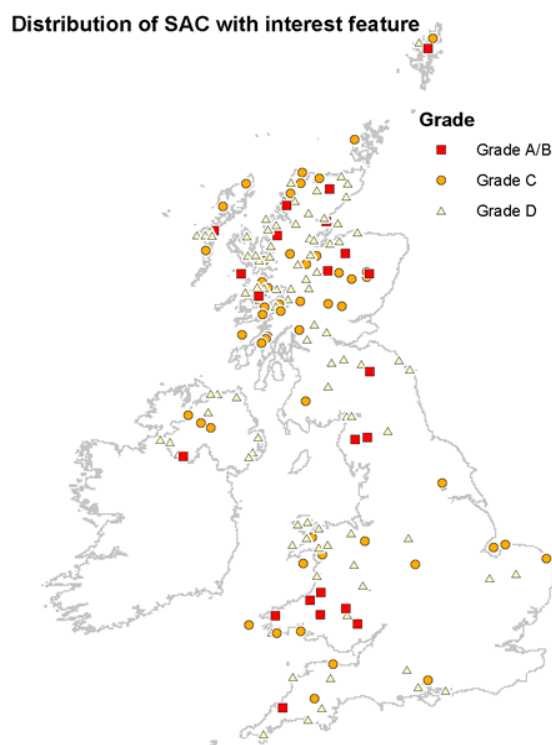 Distribution of SAC with interest feature
Grade
Grade A/B
Grade C
Grade D